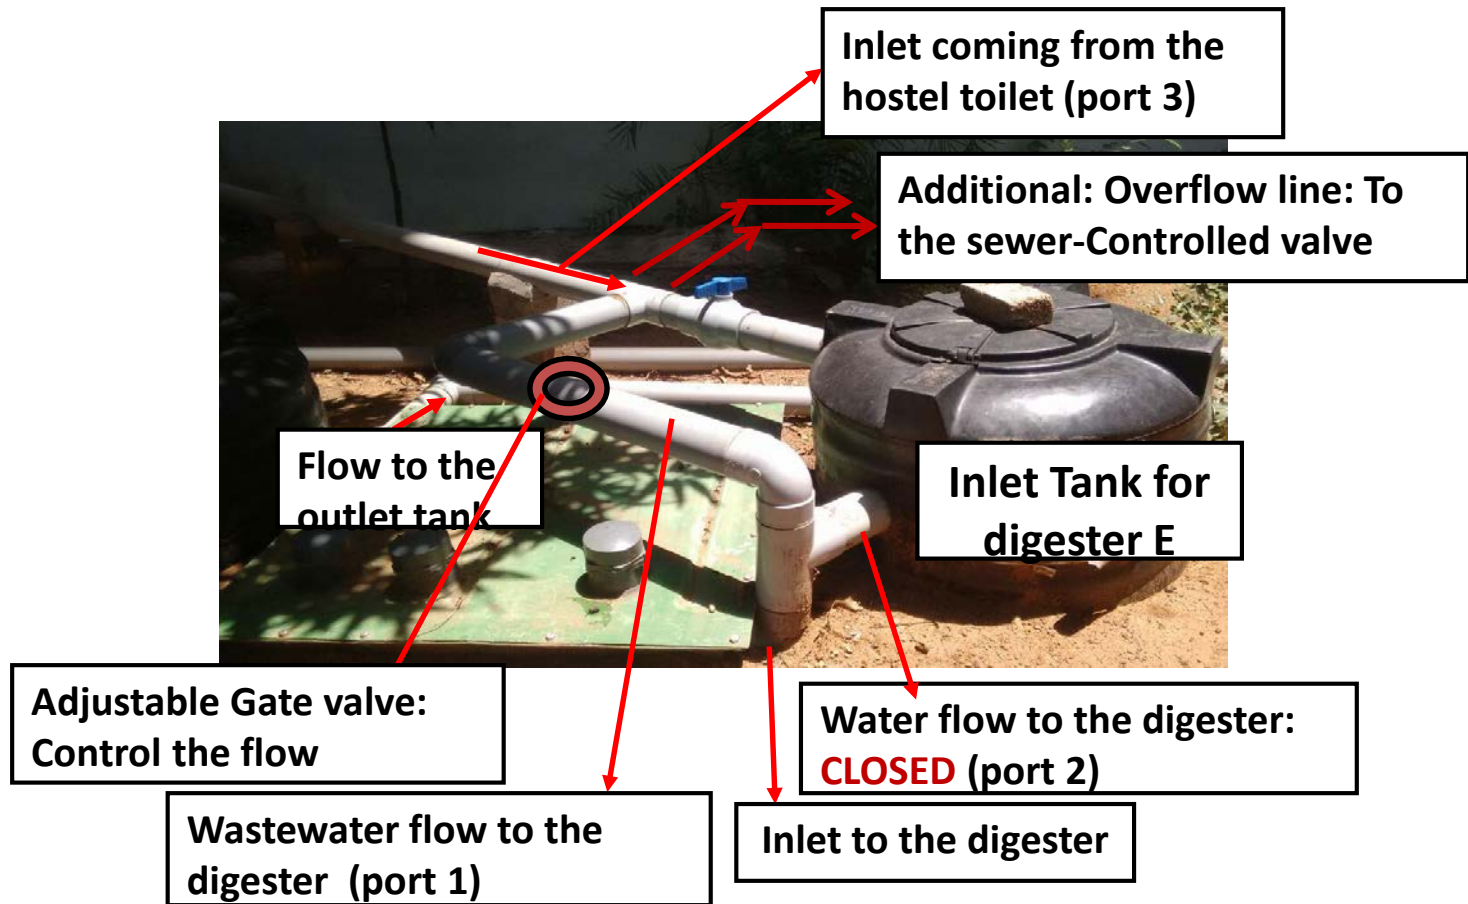 Inlet coming from the
hostel toilet (port 3)
Additional: Overflow line: To
the sewer-Controlled valve
Flow to the
outlet tank
Inlet Tank for
digester E
Adjustable Gate valve:
Control the flow
Water flow to the digester:
CLOSED (port 2)
Wastewater flow to the
digester (port 1)
Inlet to the digester